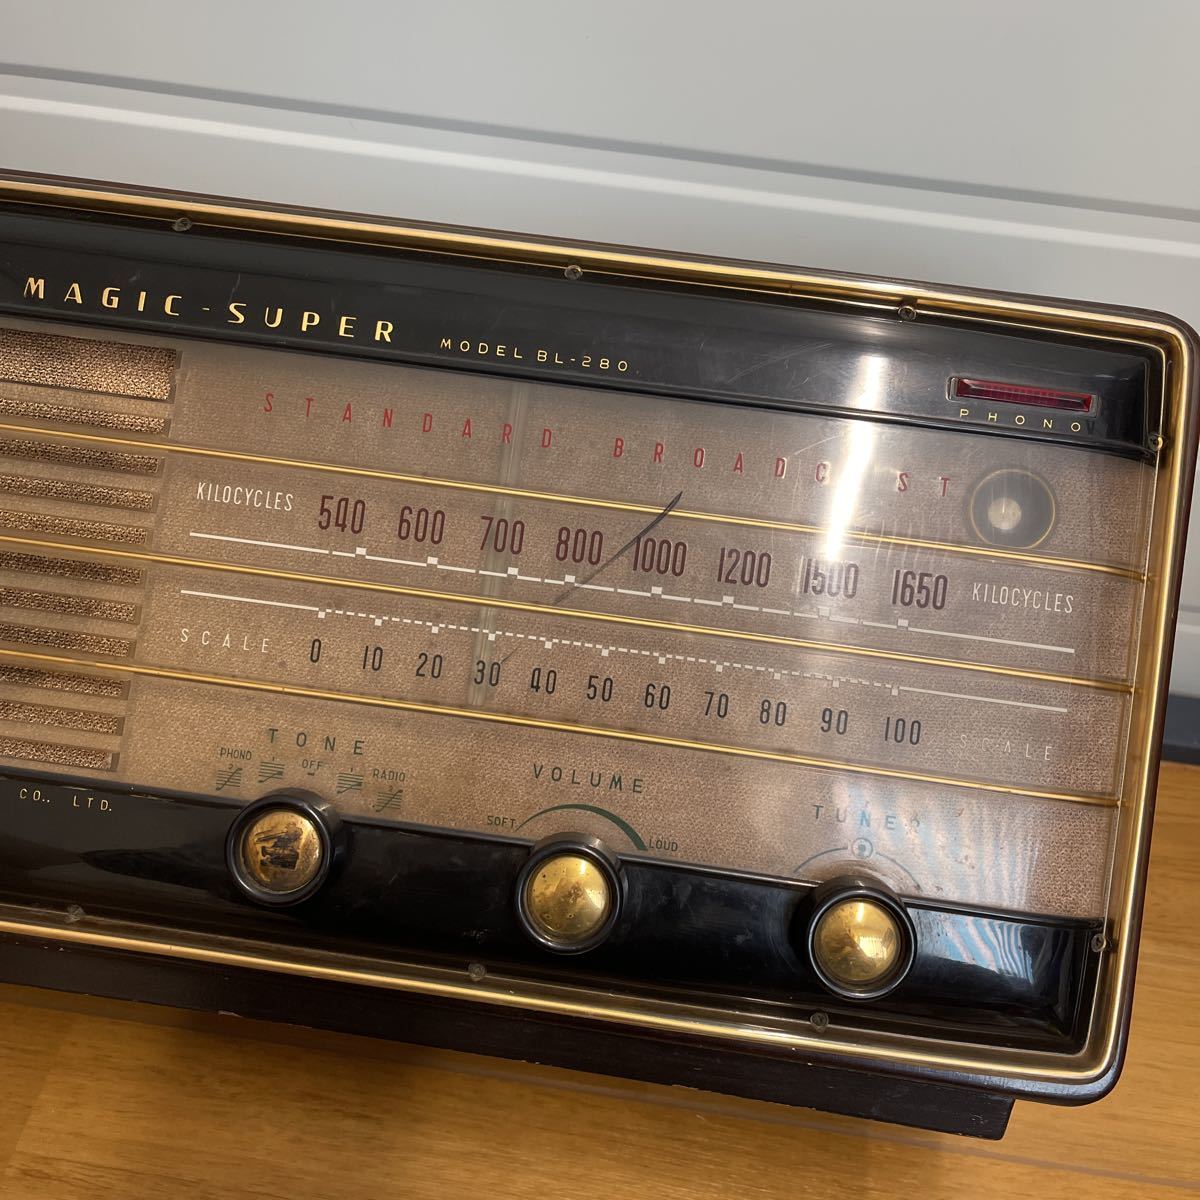 MAGIC-SUPER MODEL BL-280
PHONO
STANDARD BROADCAST
KILOCYCLES 540 600 700 800 1000 1200 1500 1650 KILOCYCLES
SCALE 0 10 20 30 40 50 60 70 80 90 100 SCALE
TONE
PHONO OFF RADIO
VOLUME
SOFT LOUD
TUNER
CO., LTD.